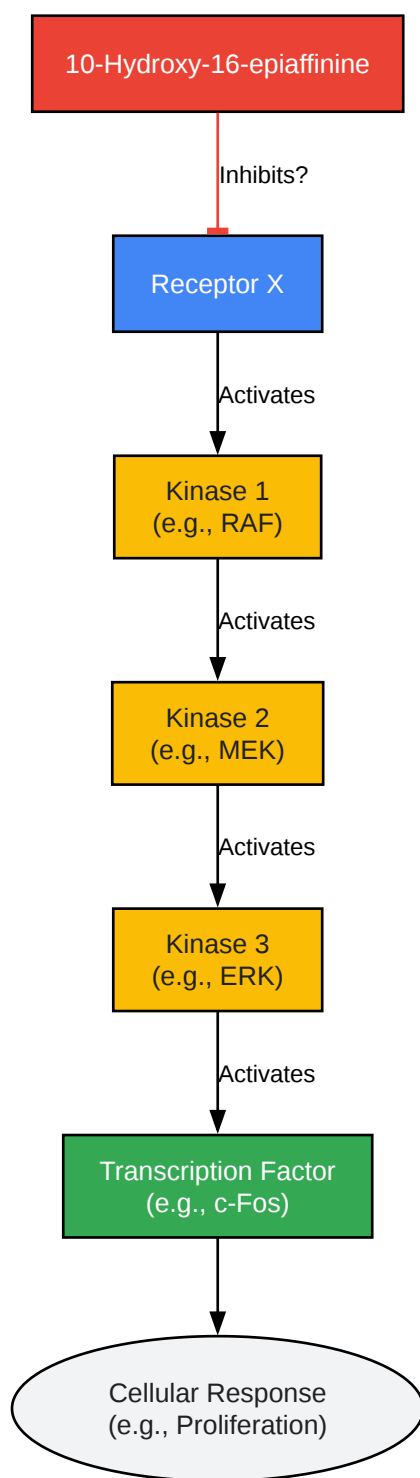 10-Hydroxy-16-epiaffinine
Inhibits?
Receptor X
Activates
Kinase 1
(e.g., RAF)
Activates
Kinase 2
(e.g., MEK)
Activates
Kinase 3
(e.g., ERK)
Activates
Transcription Factor
(e.g., c-Fos)
Cellular Response
(e.g., Proliferation)